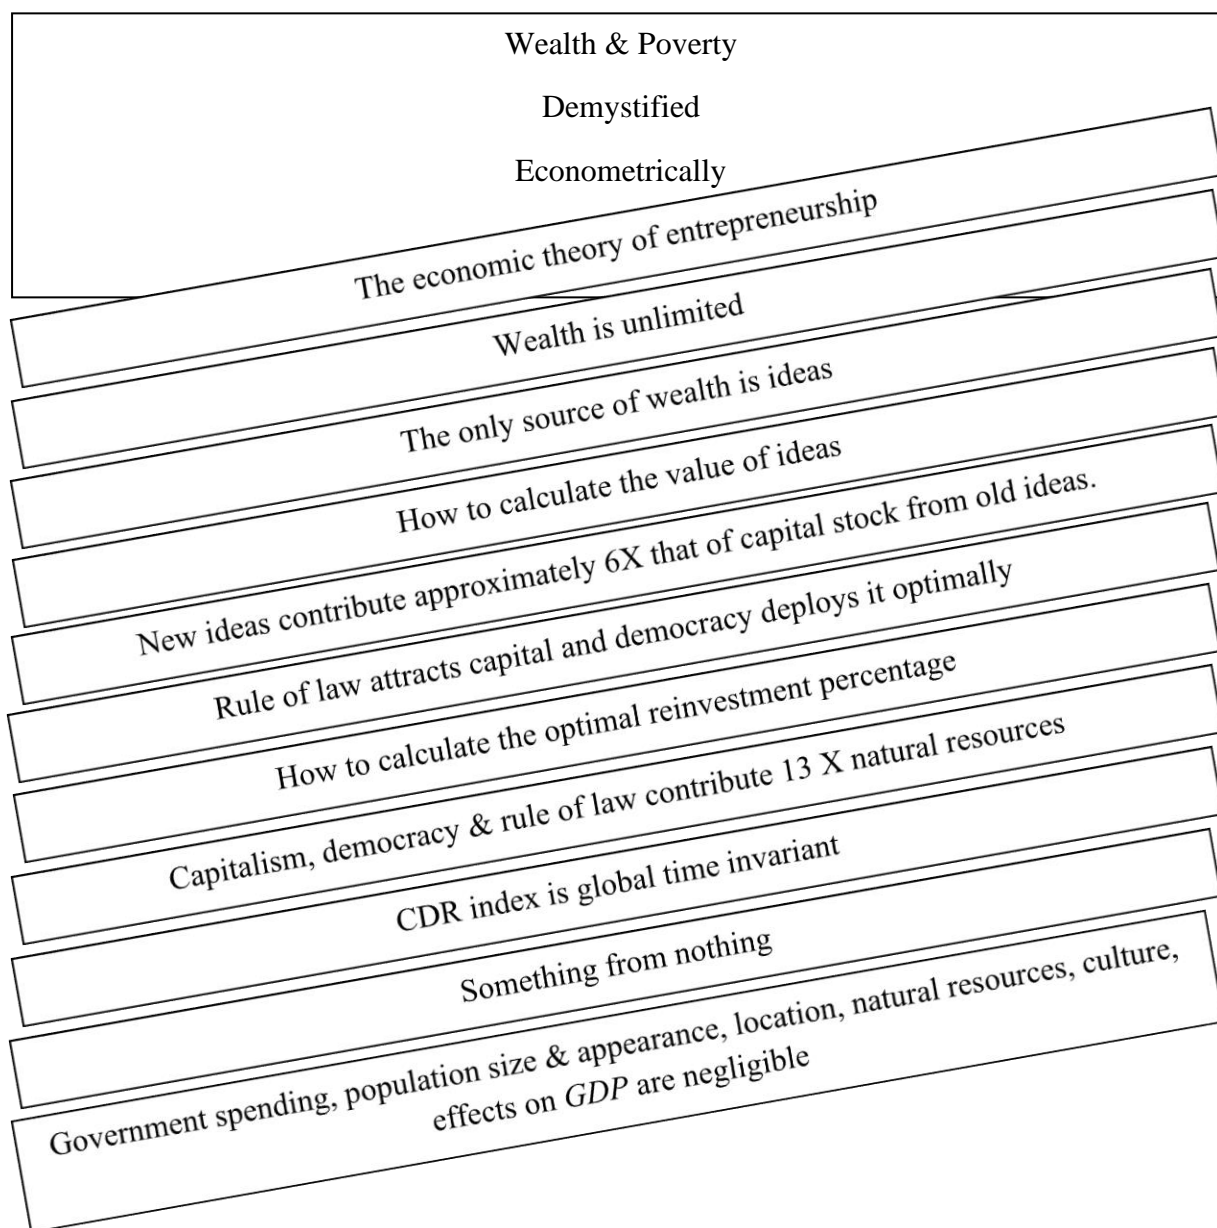 Wealth & Poverty
Demystified
Econometrically
The economic theory of entrepreneurship
Wealth is unlimited
The only source of wealth is ideas
How to calculate the value of ideas
New ideas contribute approximately 6X that of capital stock from old ideas.
Rule of law attracts capital and democracy deploys it optimally
How to calculate the optimal reinvestment percentage
Capitalism, democracy & rule of law contribute 13 X natural resources
CDR index is global time invariant
Something from nothing
Government spending, population size & appearance, location, natural resources, culture,
effects on GDP are negligible